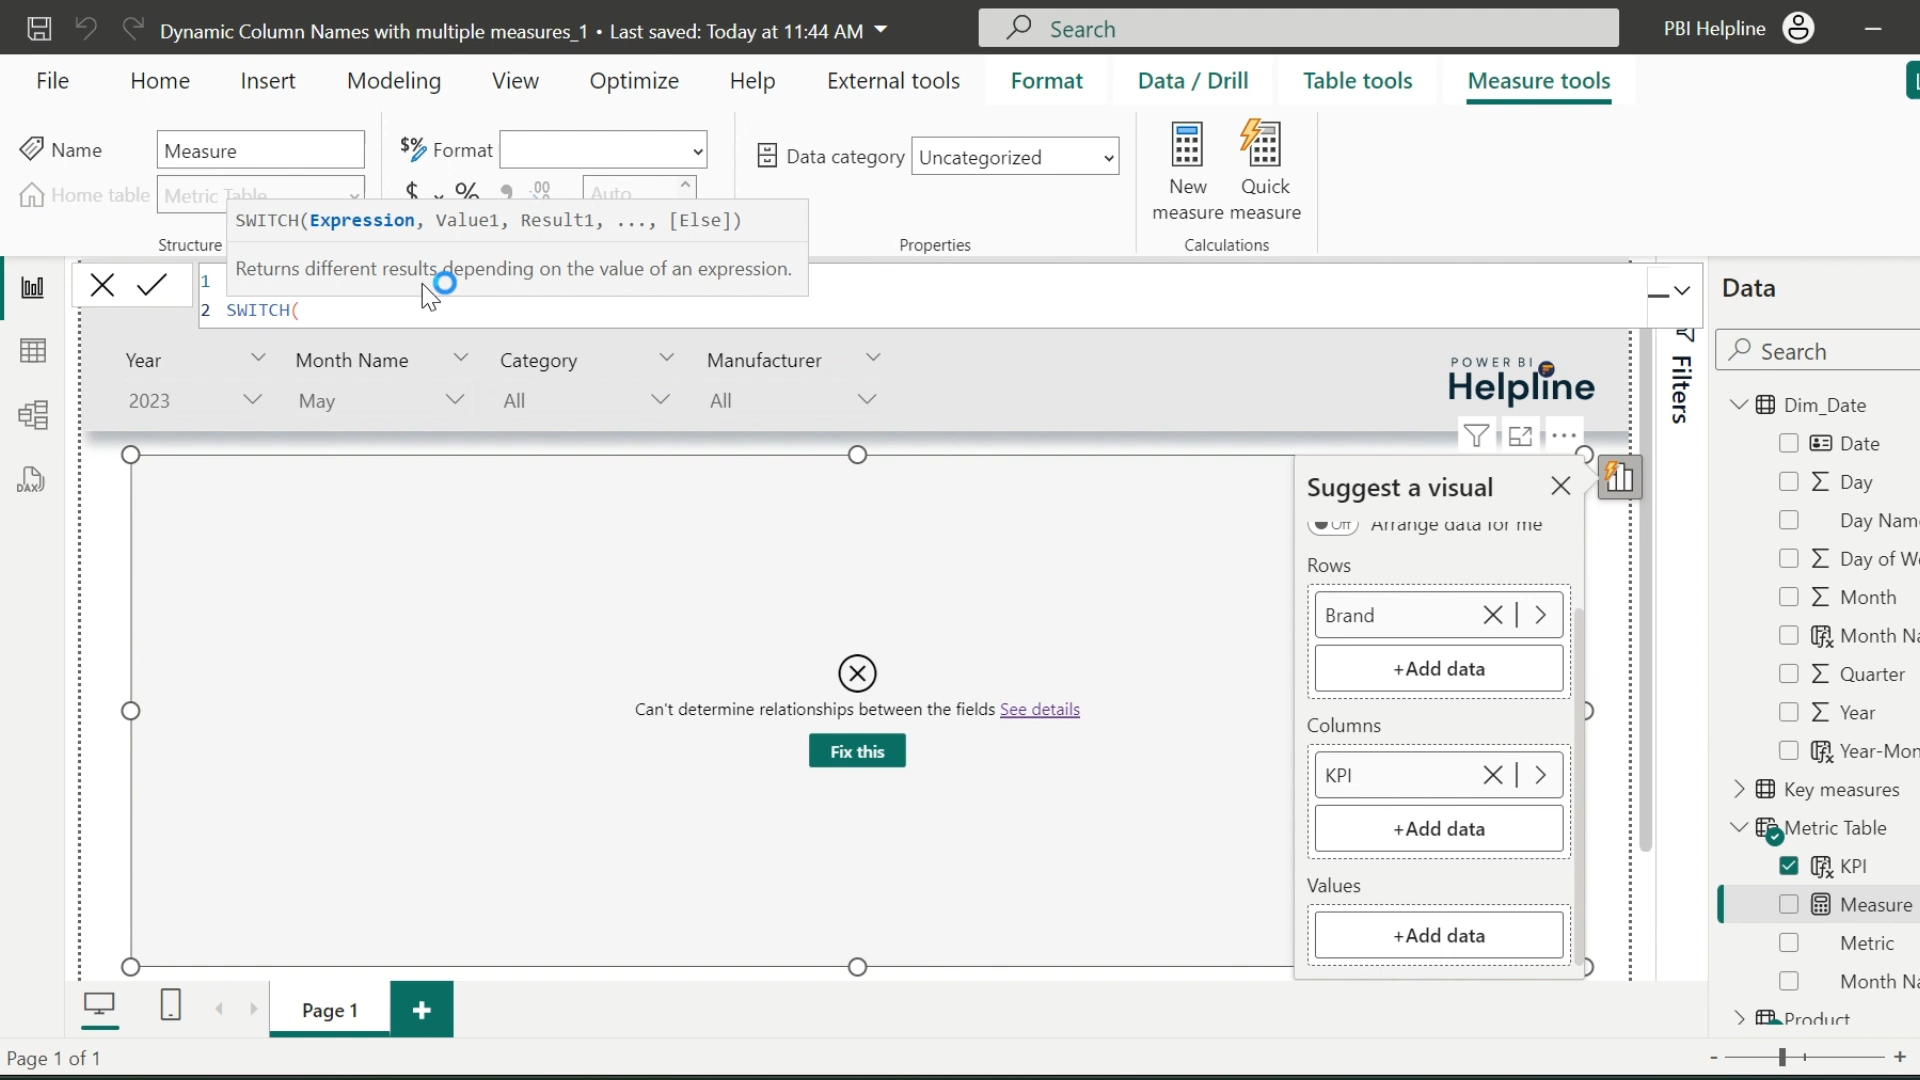 Dynamic Column Names with multiple measures_1 • Last saved: Today at 11:44 AM
Search
PBI Helpline
File
Home
Insert
Modeling
View
Optimize
Help
External tools
Format
Data / Drill
Table tools
Measure tools
Name
Measure
$% Format
Data category
Uncategorized
New
measure
Quick
measure
Home table
Metric Table
$
%
.00
Auto
Structure
Properties
Calculations
SWITCH(Expression, Value1, Result1, ..., [Else])
Returns different results depending on the value of an expression.
1
2 SWITCH(
Data
Search
Filters
Year
Month Name
Category
Manufacturer
2023
May
All
All
POWER BI
Helpline
Suggest a visual
Off
Arrange data for me
Rows
Brand
+Add data
Columns
KPI
+Add data
Values
+Add data
Can't determine relationships between the fields See details
Fix this
DAX
Dim_Date
Date
Day
Day Nam
Day of W
Month
Month Na
Quarter
Year
Year-Mon
Key measures
Metric Table
KPI
Measure
Metric
Month Na
Product
Page 1
+
Page 1 of 1
- +